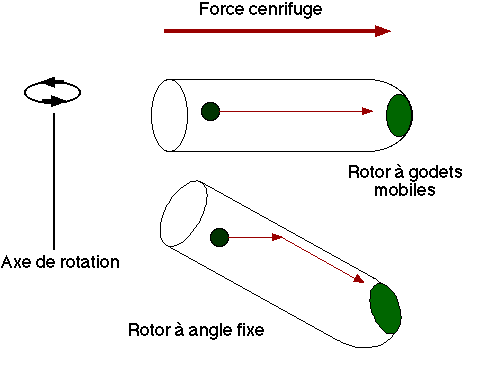 Force cenrifuge
Rotor à godets
mobiles
Axe de rotation
Rotor à angle fixe